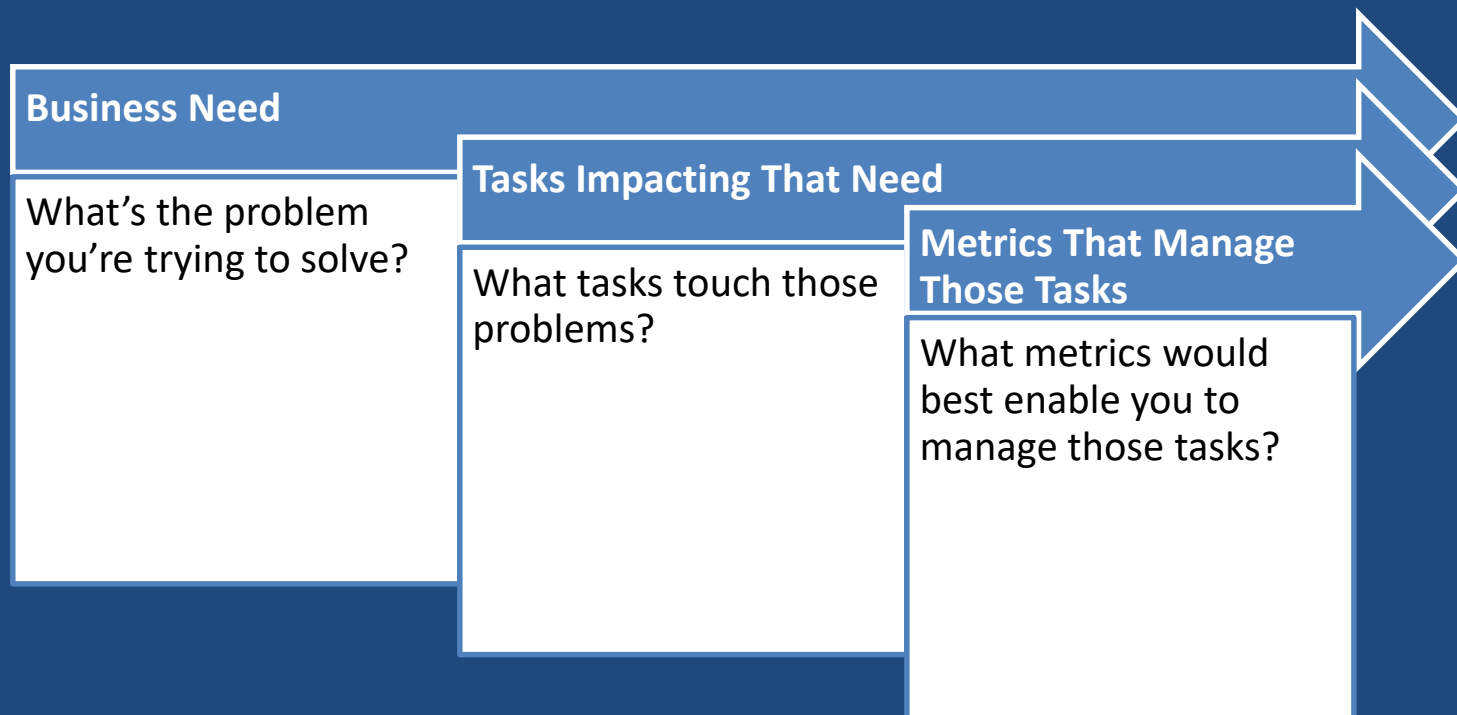 Business Need
What’s the problem
you’re trying to solve?
Tasks Impacting That Need
What tasks touch those
problems?
Metrics That Manage
Those Tasks
What metrics would
best enable you to
manage those tasks?